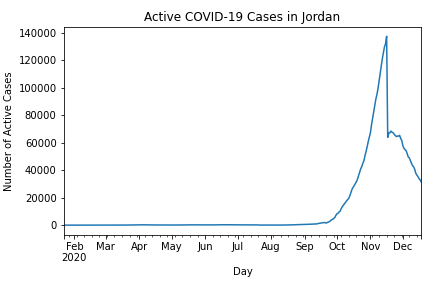 Active COVID-19 Cases in Jordan
Number of Active Cases
140000
120000
100000
80000
60000
40000
20000
0
Feb Mar Apr May Jun Jul Aug Sep Oct Nov Dec
2020
Day